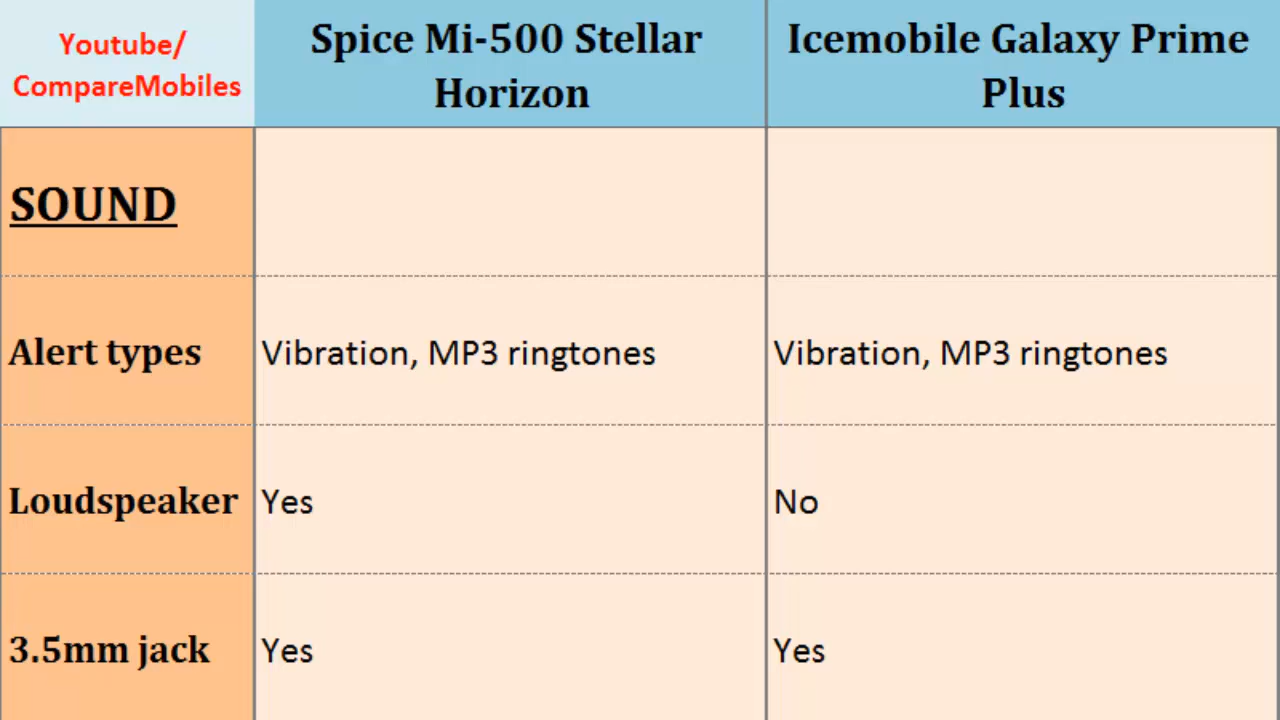 Youtube/
CompareMobiles
Spice Mi-500 Stellar
Horizon
Icemobile Galaxy Prime
Plus
SOUND
Alert types
Vibration, MP3 ringtones
Vibration, MP3 ringtones
Loudspeaker
Yes
No
3.5mm jack
Yes
Yes